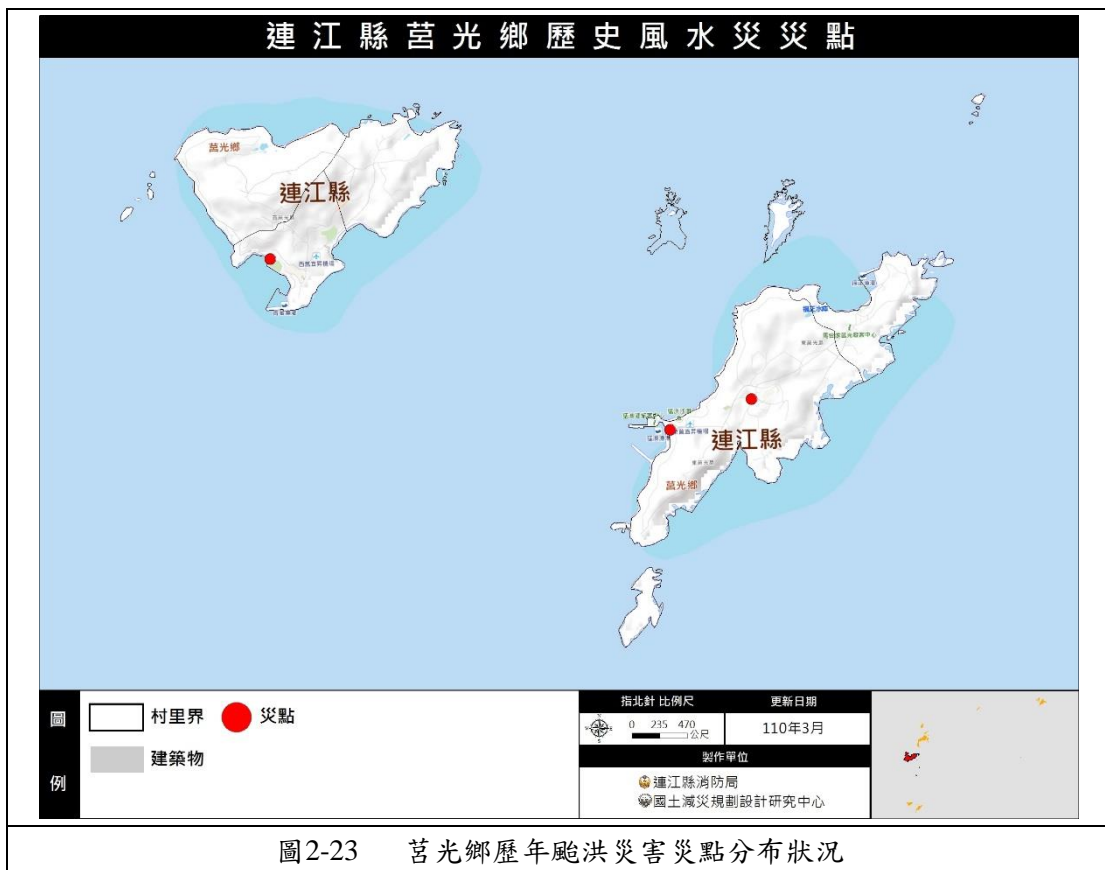 連江縣莒光鄉歷史風水災災點
莒光鄉
連江縣
連江縣
莒光鄉
圖例
村里界
災點
建築物
指北針 比例尺
更新日期
0 235 470
公尺
110年3月
製作單位
連江縣消防局
國土減災規劃設計研究中心
圖2-23 莒光鄉歷年颱洪災害災點分布狀況